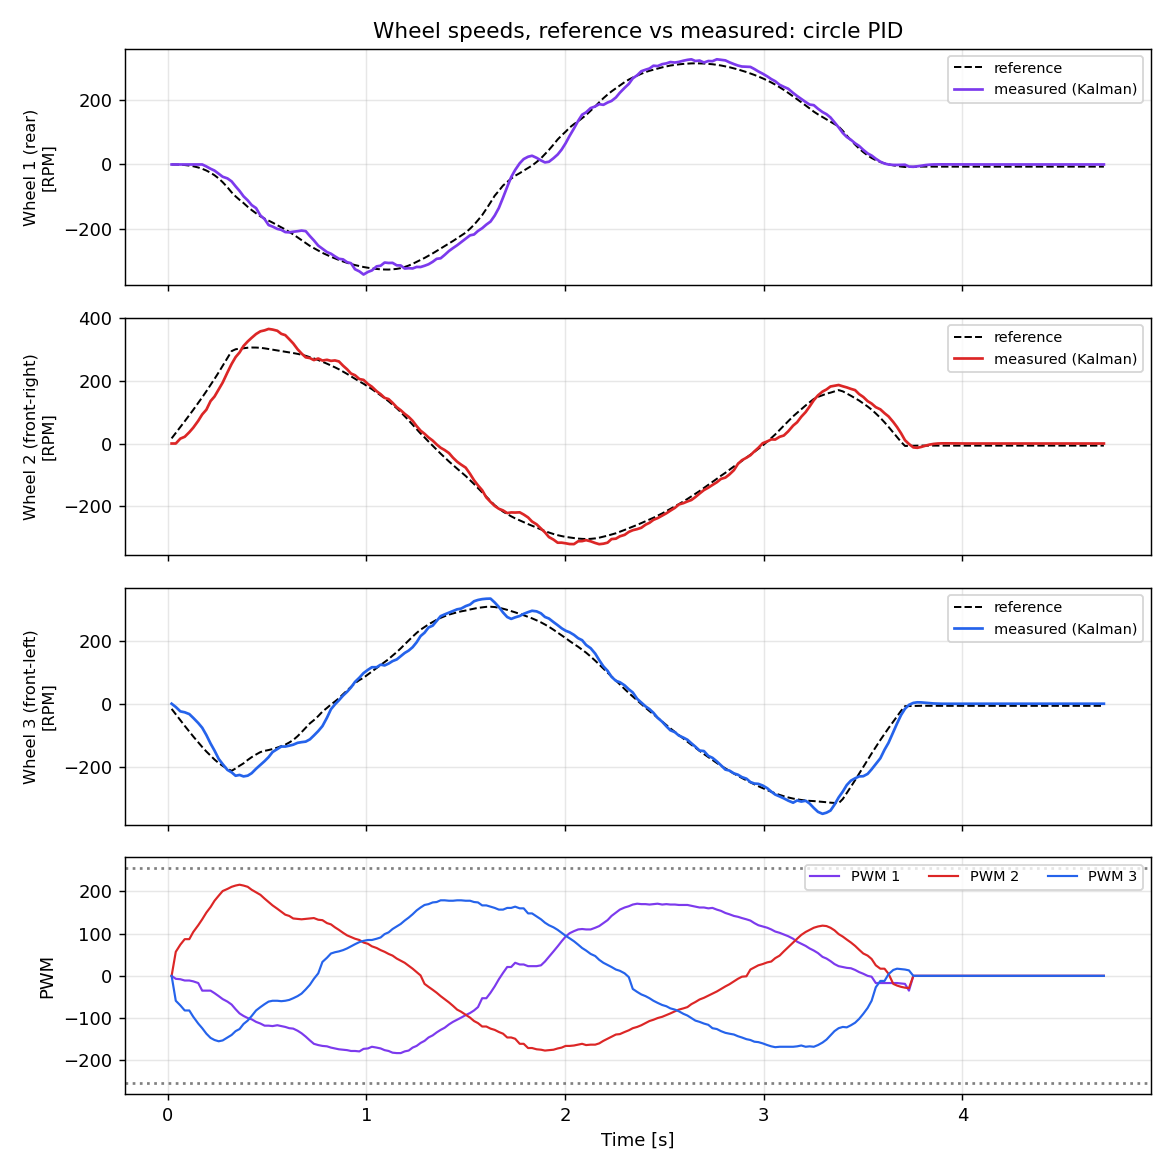 Wheel speeds, reference vs measured: circle PID
Wheel 1 (rear)
[RPM]
200
0
−200
reference
measured (Kalman)
Wheel 2 (front-right)
[RPM]
400
200
0
−200
reference
measured (Kalman)
Wheel 3 (front-left)
[RPM]
200
0
−200
reference
measured (Kalman)
PWM
200
100
0
−100
−200
PWM 1 PWM 2 PWM 3
0 1 2 3 4
Time [s]